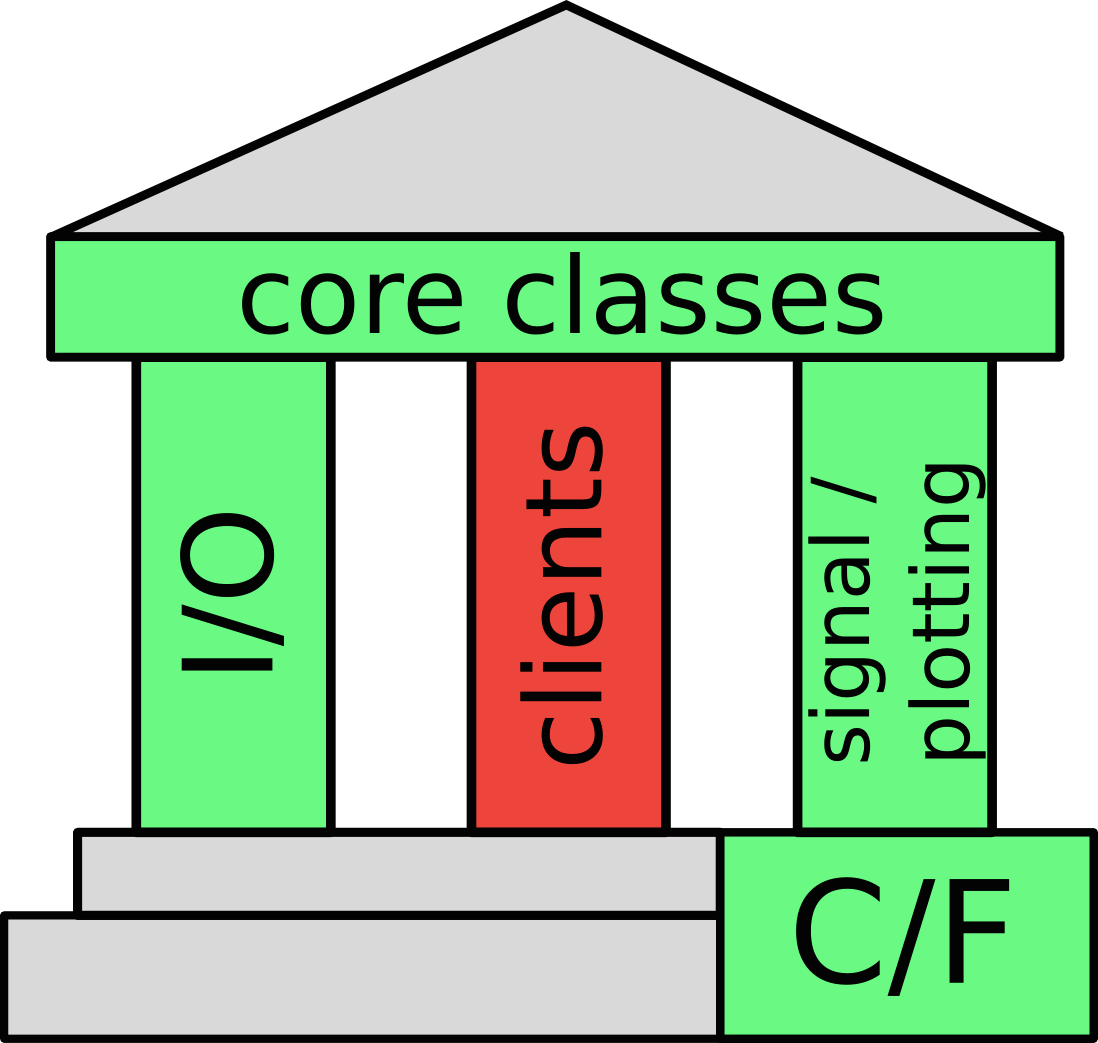 core classes
I/O
clients
signal /
plotting
C/F